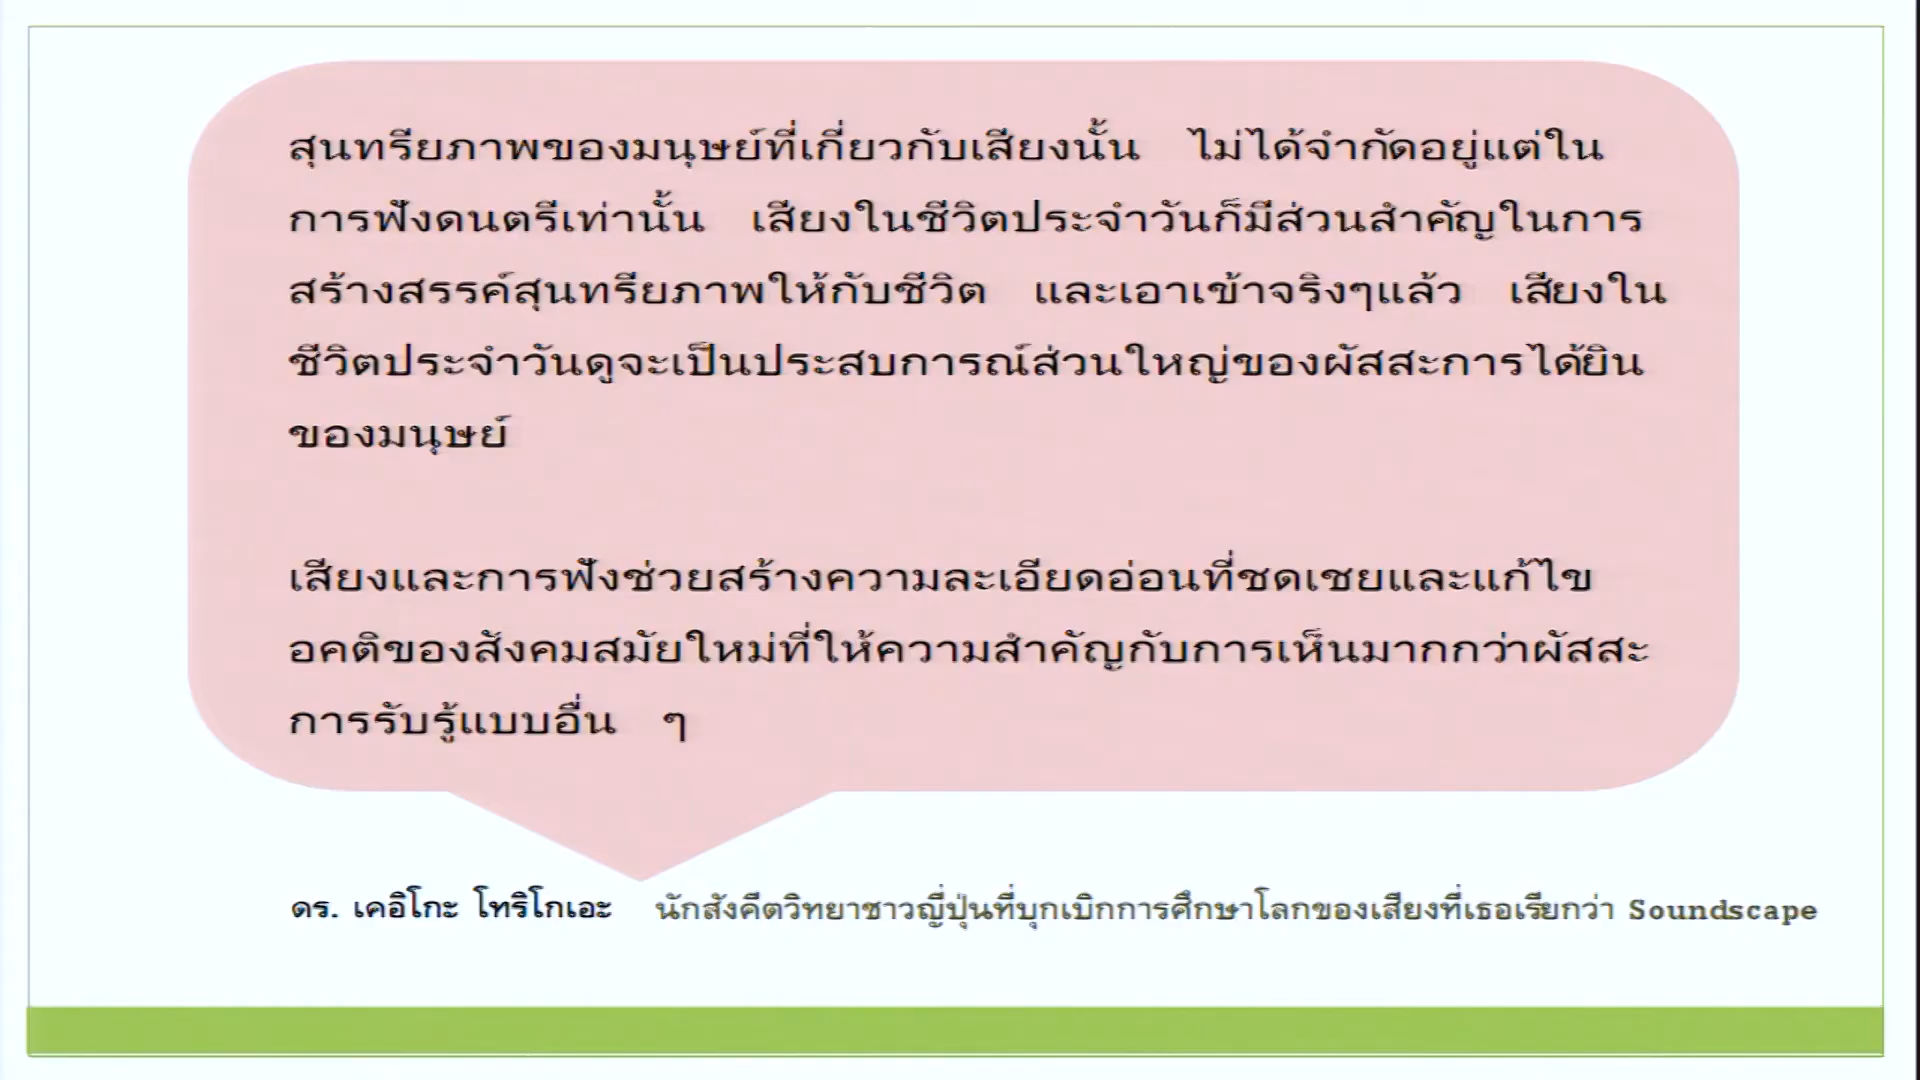 สุนทรียภาพของมนุษย์ที่เกี่ยวกับเสียงนั้น ไม่ได้จำกัดอยู่แต่ใน
การฟังดนตรีเท่านั้น เสียงในชีวิตประจำวันก็มีส่วนสำคัญในการ
สร้างสรรค์สุนทรียภาพให้กับชีวิต และเอาเข้าจริงๆแล้ว เสียงใน
ชีวิตประจำวันดูจะเป็นประสบการณ์ส่วนใหญ่ของผัสสะการได้ยิน
ของมนุษย์
เสียงและการฟังช่วยสร้างความละเอียดอ่อนที่ชดเชยและแก้ไข
อคติของสังคมสมัยใหม่ที่ให้ความสำคัญกับการเห็นมากกว่าผัสสะ
การรับรู้แบบอื่น ๆ
ดร. เคอิโกะ โทริโกเอะ นักสังคีตวิทยาชาวญี่ปุ่นที่บุกเบิกการศึกษาโลกของเสียงที่เธอเรียกว่า Soundscape